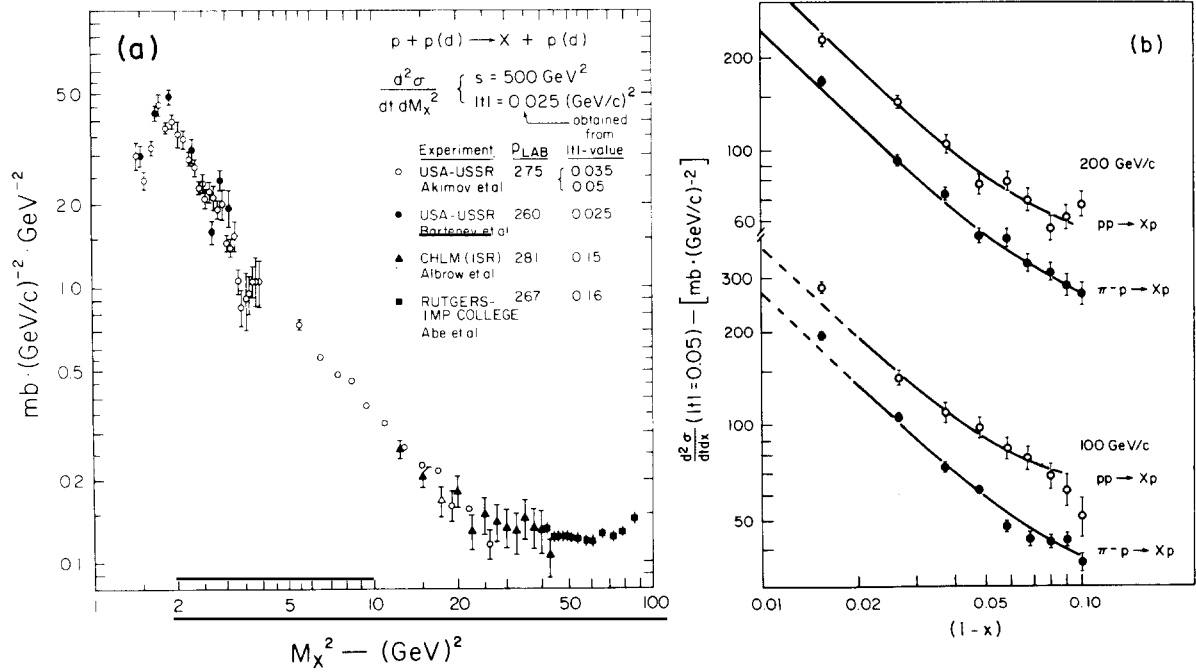 (a)
p + p(d) → X + p(d)
d²σ / dt dMx² { s = 500 GeV²
|t| = 0.025 (GeV/c)²
obtained from
Experiment PLAB |t|-value
○ USA-USSR 275 { 0.035
Akimov et al 0.05
● USA-USSR 260 0.025
Bartenev et al
▲ CHLM (ISR) 281 0.15
Albrow et al
■ RUTGERS- 267 0.16
IMP COLLEGE
Abe et al
mb·(GeV/c)⁻²·GeV⁻²
5.0
2.0
1.0
0.5
0.2
0.1
1 2 5 10 20 50 100
Mx² — (GeV)²
(b)
d²σ/dtdx (|t| = 0.05) — [mb·(GeV/c)⁻²]
200
100
60
300
200
100
50
200 GeV/c
pp → Xp
π⁻p → Xp
100 GeV/c
pp → Xp
π⁻p → Xp
0.01 0.02 0.05 0.10
(1-x)